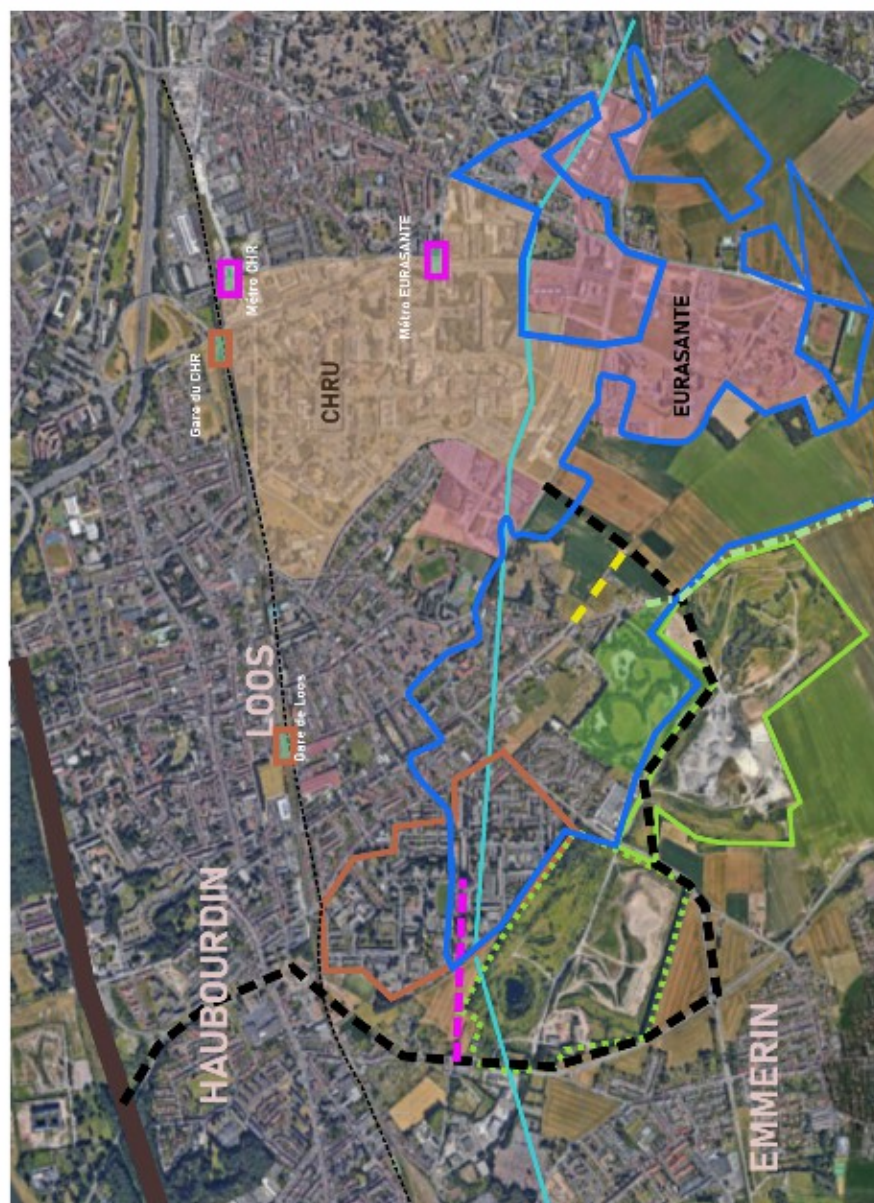 Métro CHR
Gare du CHR
Métro EURASANTE
CHRU
EURASANTE
LOOS
Gare de Loos
HAUBOURDIN
EMMERIN